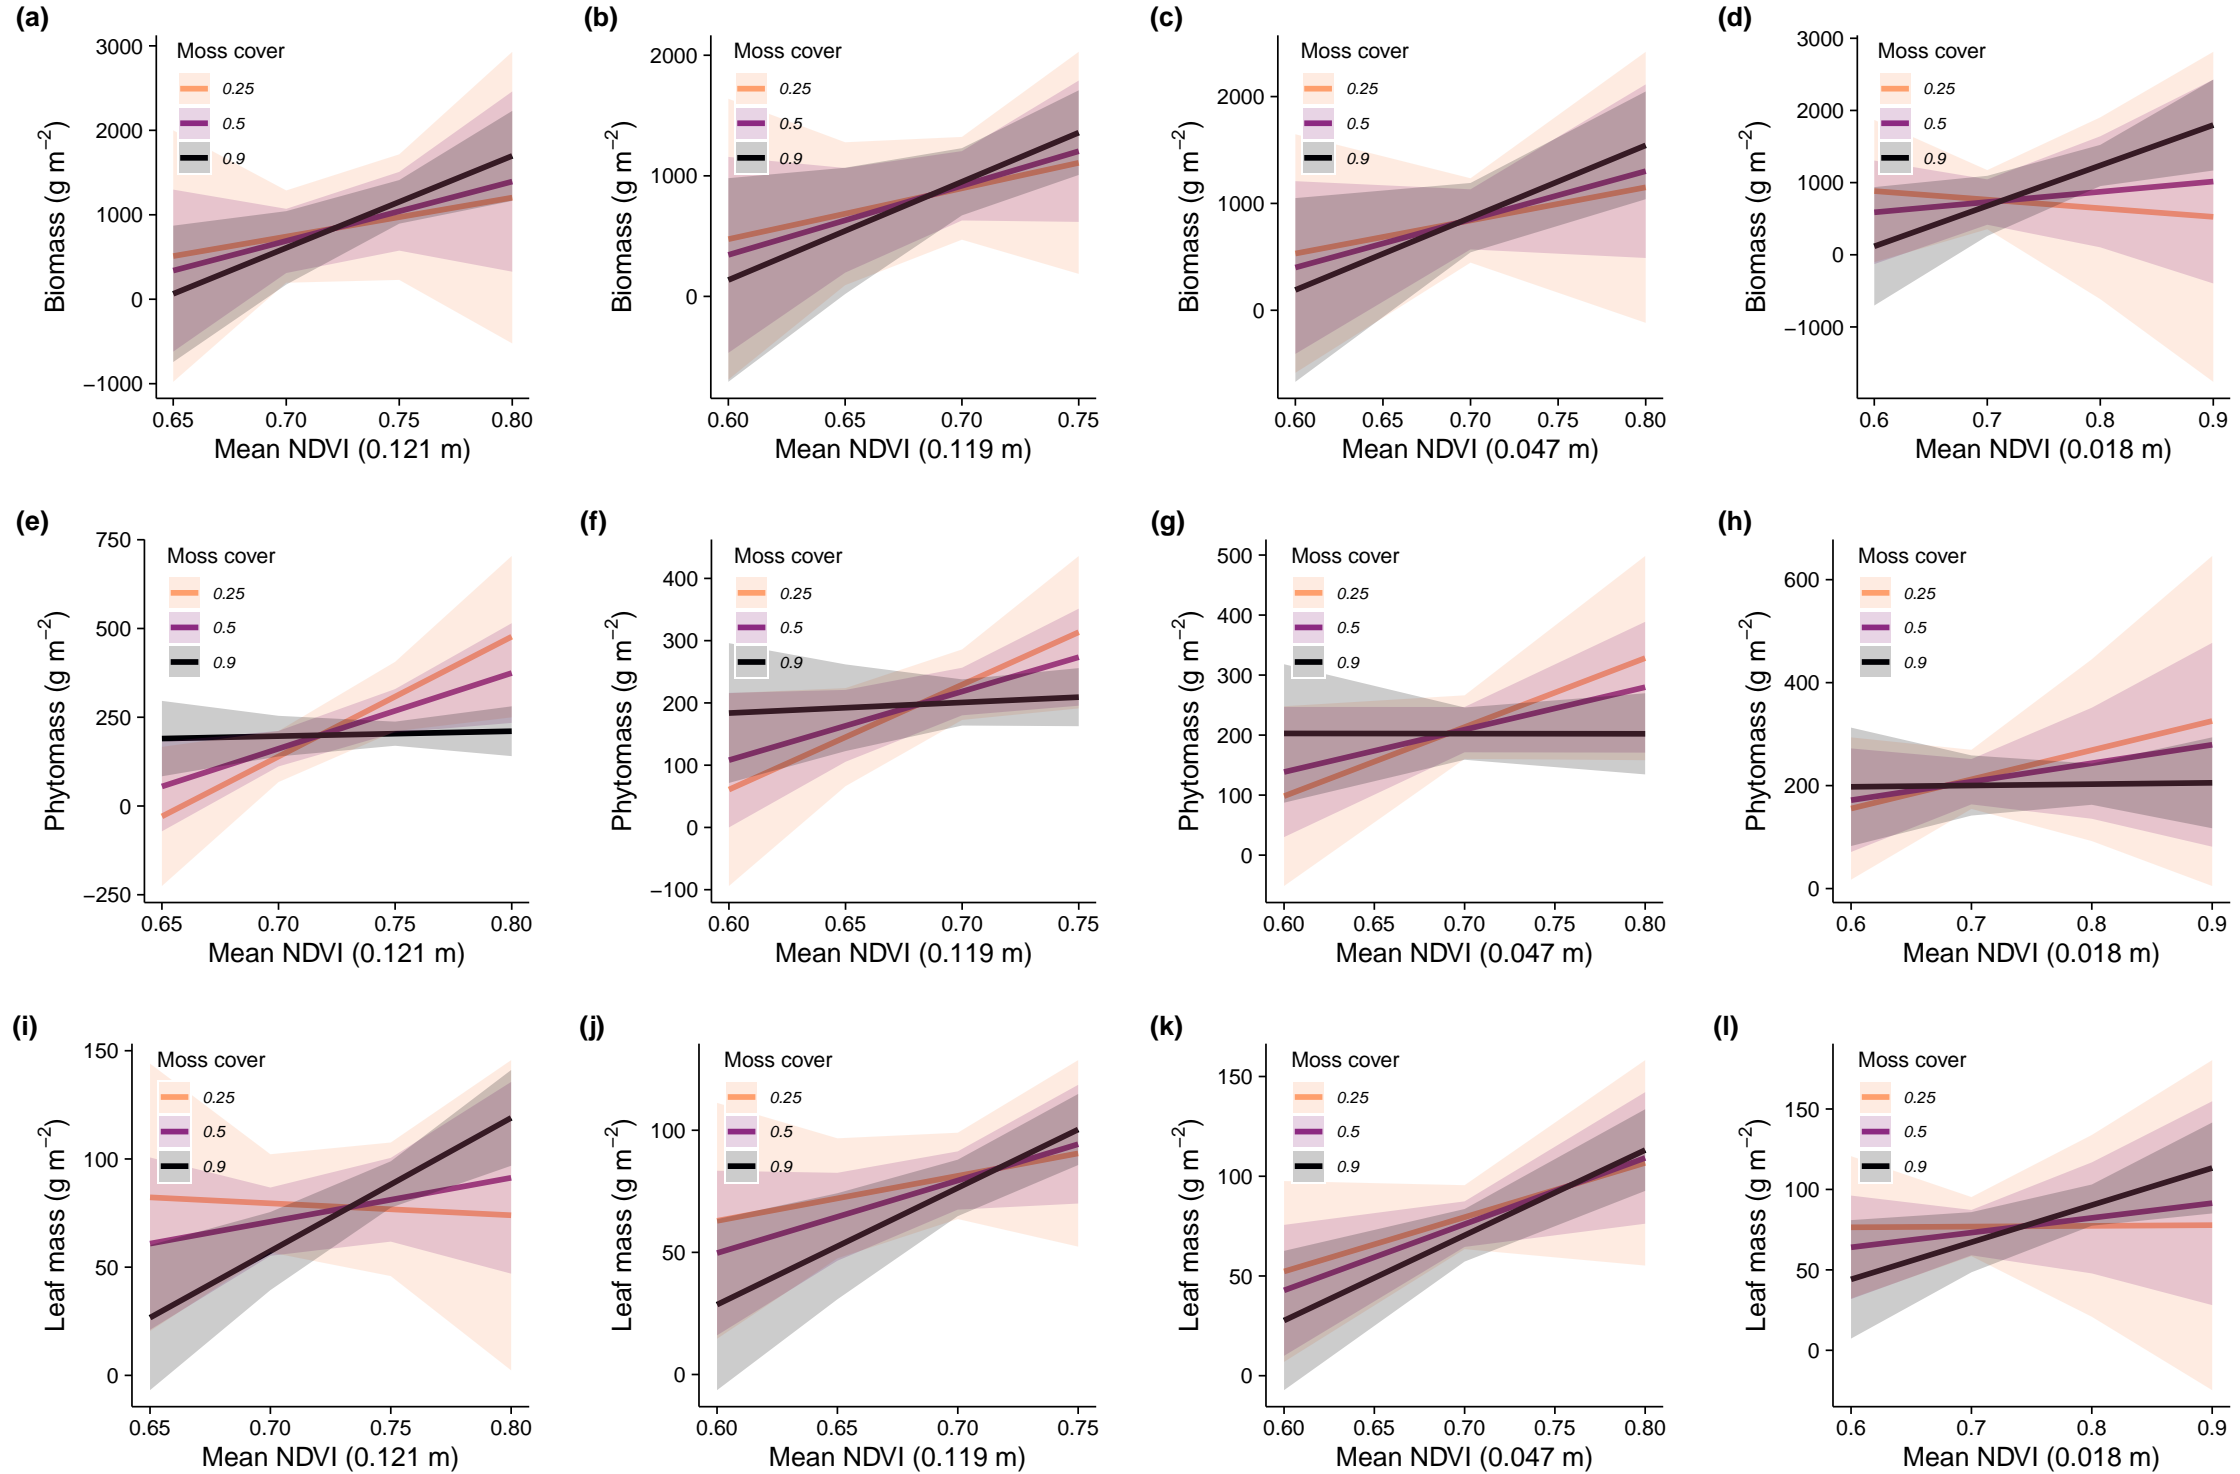 (a)
Biomass (g m−2)
3000
2000
1000
0
−1000
Moss cover
0.25
0.5
0.9
0.65 0.70 0.75 0.80
Mean NDVI (0.121 m)
(b)
Biomass (g m−2)
2000
1000
0
Moss cover
0.25
0.5
0.9
0.60 0.65 0.70 0.75
Mean NDVI (0.119 m)
(c)
Biomass (g m−2)
2000
1000
0
Moss cover
0.25
0.5
0.9
0.60 0.65 0.70 0.75 0.80
Mean NDVI (0.047 m)
(d)
Biomass (g m−2)
3000
2000
1000
0
−1000
Moss cover
0.25
0.5
0.9
0.6 0.7 0.8 0.9
Mean NDVI (0.018 m)
(e)
Phytomass (g m−2)
750
500
250
0
−250
Moss cover
0.25
0.5
0.9
0.65 0.70 0.75 0.80
Mean NDVI (0.121 m)
(f)
Phytomass (g m−2)
400
300
200
100
0
−100
Moss cover
0.25
0.5
0.9
0.60 0.65 0.70 0.75
Mean NDVI (0.119 m)
(g)
Phytomass (g m−2)
500
400
300
200
100
0
Moss cover
0.25
0.5
0.9
0.60 0.65 0.70 0.75 0.80
Mean NDVI (0.047 m)
(h)
Phytomass (g m−2)
600
400
200
0
Moss cover
0.25
0.5
0.9
0.6 0.7 0.8 0.9
Mean NDVI (0.018 m)
(i)
Leaf mass (g m−2)
150
100
50
0
Moss cover
0.25
0.5
0.9
0.65 0.70 0.75 0.80
Mean NDVI (0.121 m)
(j)
Leaf mass (g m−2)
100
50
0
Moss cover
0.25
0.5
0.9
0.60 0.65 0.70 0.75
Mean NDVI (0.119 m)
(k)
Leaf mass (g m−2)
150
100
50
0
Moss cover
0.25
0.5
0.9
0.60 0.65 0.70 0.75 0.80
Mean NDVI (0.047 m)
(l)
Leaf mass (g m−2)
150
100
50
0
Moss cover
0.25
0.5
0.9
0.6 0.7 0.8 0.9
Mean NDVI (0.018 m)